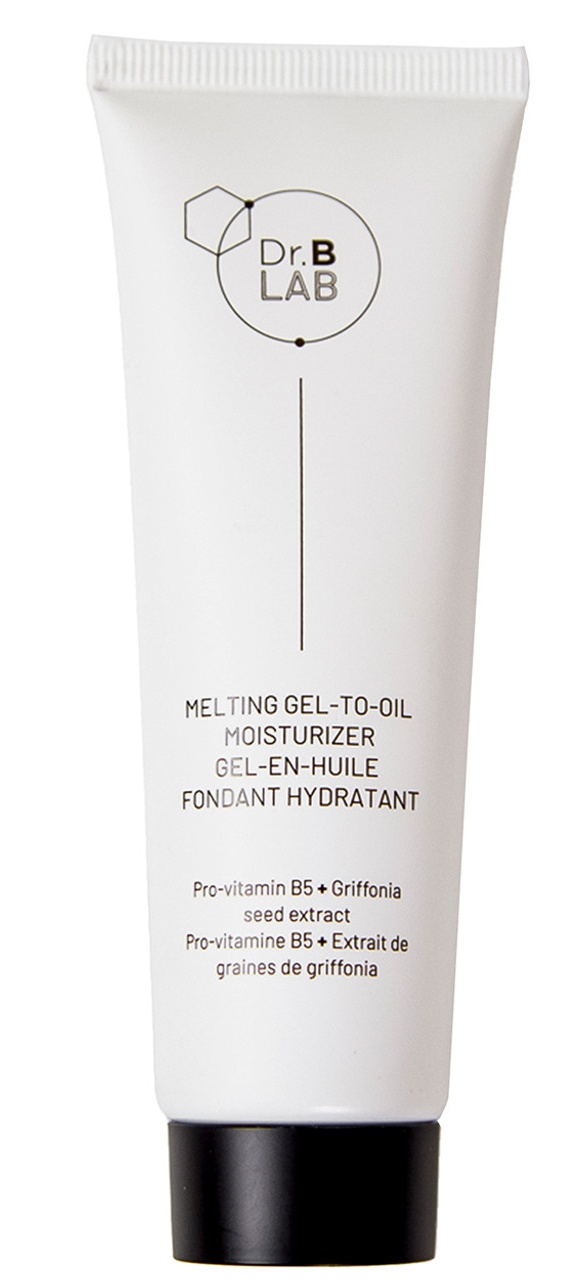 Dr.B
LAB
MELTING GEL-TO-OIL
MOISTURIZER
GEL-EN-HUILE
FONDANT HYDRATANT
Pro-vitamin B5 + Griffonia
seed extract
Pro-vitamine B5 + Extrait de
graines de griffonia